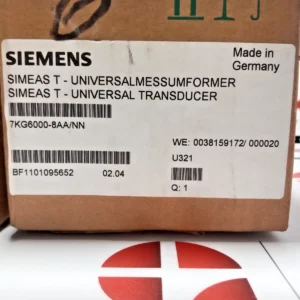 SIEMENS
Made in
Germany
SIMEAS T - UNIVERSALMESSUMFORMER
SIMEAS T - UNIVERSAL TRANSDUCER
7KG6000-8AA/NN
WE: 0038159172/ 000020
U321
BF1101095652 02.04
Q: 1